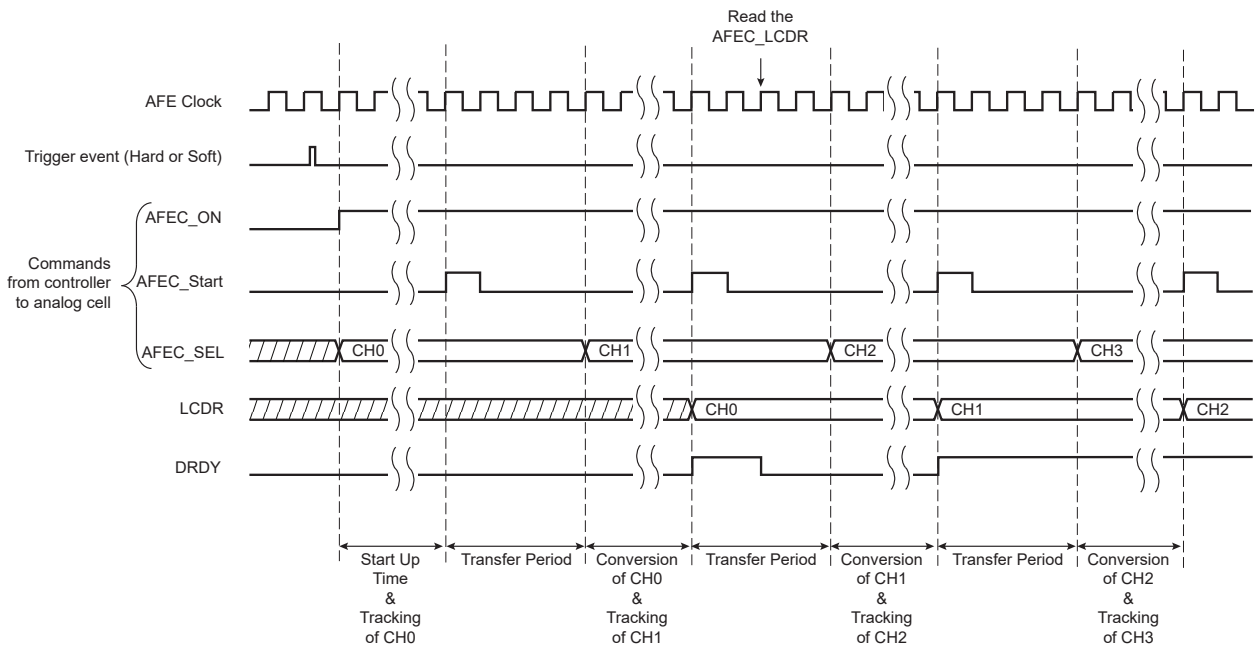 Read the
AFEC_LCDR
AFE Clock
Trigger event (Hard or Soft)
AFEC_ON
Commands
from controller
to analog cell
AFEC_Start
AFEC_SEL
CH0
CH1
CH2
CH3
LCDR
CH0
CH1
CH2
DRDY
Start Up
Time
&
Tracking
of CH0
Transfer Period
Conversion
of CH0
&
Tracking
of CH1
Transfer Period
Conversion
of CH1
&
Tracking
of CH2
Transfer Period
Conversion
of CH2
&
Tracking
of CH3